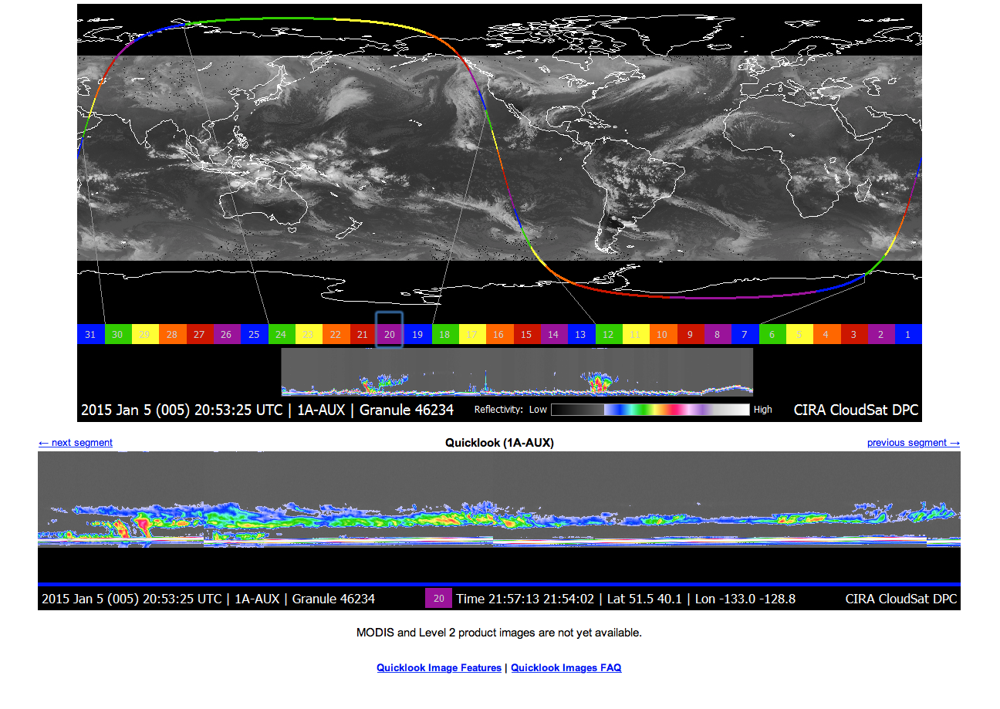 31 30 29 28 27 26 25 24 23 22 21 20 19 18 17 16 15 14 13 12 11 10 9 8 7 6 5 4 3 2 1
2015 Jan 5 (005) 20:53:25 UTC | 1A-AUX | Granule 46234 Reflectivity: Low High CIRA CloudSat DPC
← next segment Quicklook (1A-AUX) previous segment →
2015 Jan 5 (005) 20:53:25 UTC | 1A-AUX | Granule 46234 20 Time 21:57:13 21:54:02 | Lat 51.5 40.1 | Lon -133.0 -128.8 CIRA CloudSat DPC
MODIS and Level 2 product images are not yet available.
Quicklook Image Features | Quicklook Images FAQ